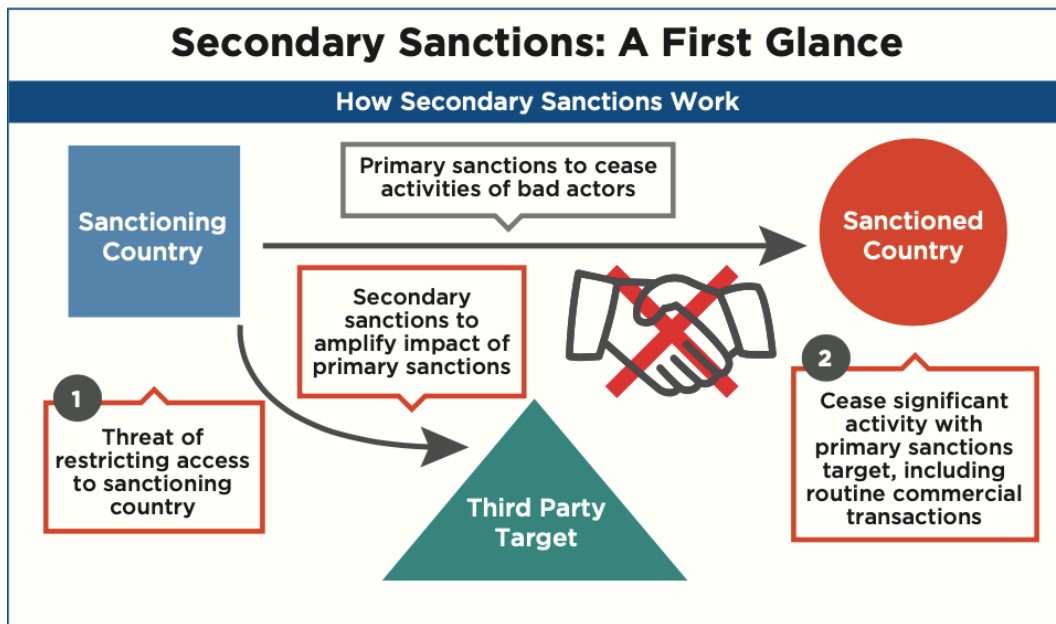 Secondary Sanctions: A First Glance
How Secondary Sanctions Work
Primary sanctions to cease
activities of bad actors
Sanctioning
Country
Sanctioned
Country
Secondary
sanctions to
amplify impact of
primary sanctions
1
Threat of
restricting access
to sanctioning
country
2
Cease significant
activity with
primary sanctions
target, including
routine commercial
transactions
Third Party
Target